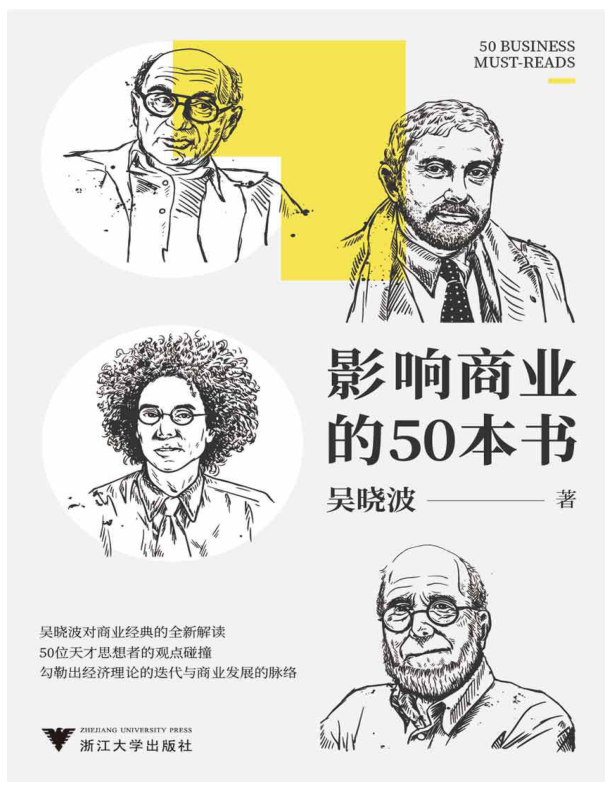 50 BUSINESS
MUST-READS
影响商业
的50本书
吴晓波 著
吴晓波对商业经典的全新解读
50位天才思想者的观点碰撞
勾勒出经济理论的迭代与商业发展的脉络
ZHEJIANG UNIVERSITY PRESS
浙江大学出版社